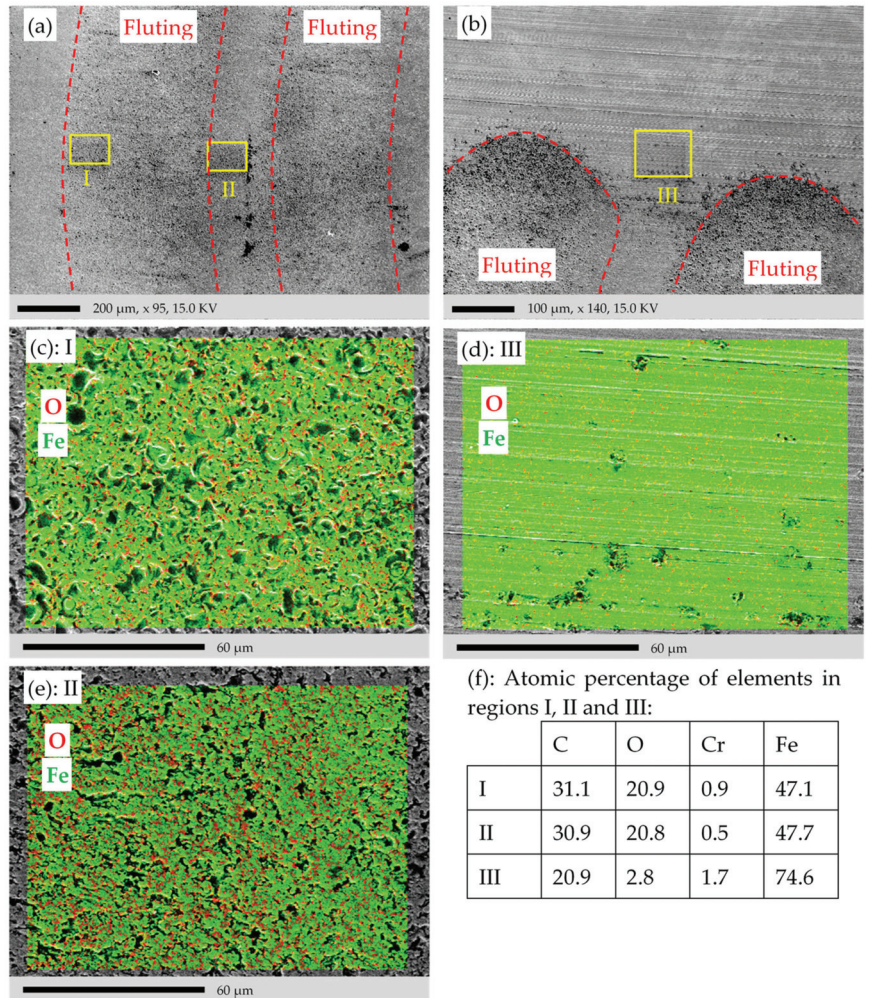 (a)
Fluting
Fluting
I
II
200 μm, x 95, 15.0 KV
(b)
III
Fluting
Fluting
100 μm, x 140, 15.0 KV
(c): I
O
Fe
60 μm
(d): III
O
Fe
60 μm
(e): II
O
Fe
60 μm
(f): Atomic percentage of elements in
regions I, II and III:
C O Cr Fe
I 31.1 20.9 0.9 47.1
II 30.9 20.8 0.5 47.7
III 20.9 2.8 1.7 74.6